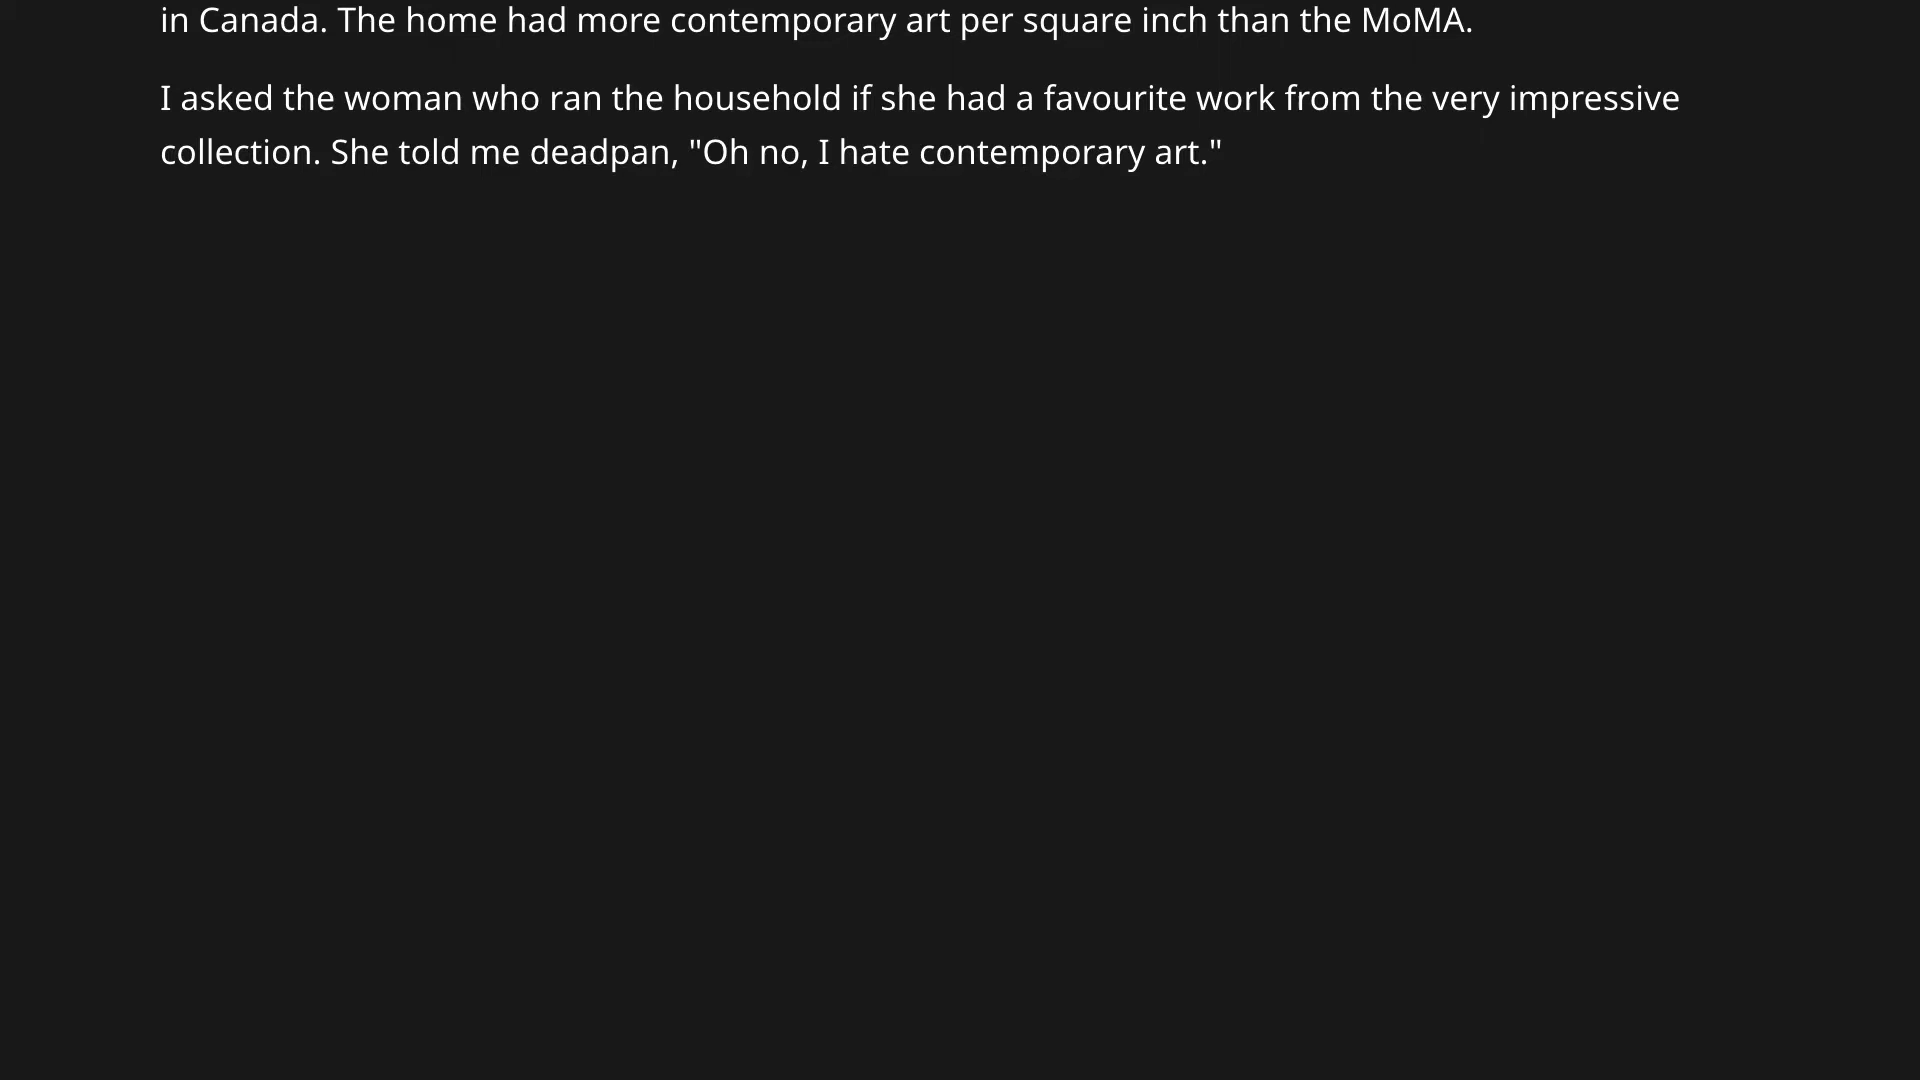 in Canada. The home had more contemporary art per square inch than the MoMA.
I asked the woman who ran the household if she had a favourite work from the very impressive
collection. She told me deadpan, "Oh no, I hate contemporary art."